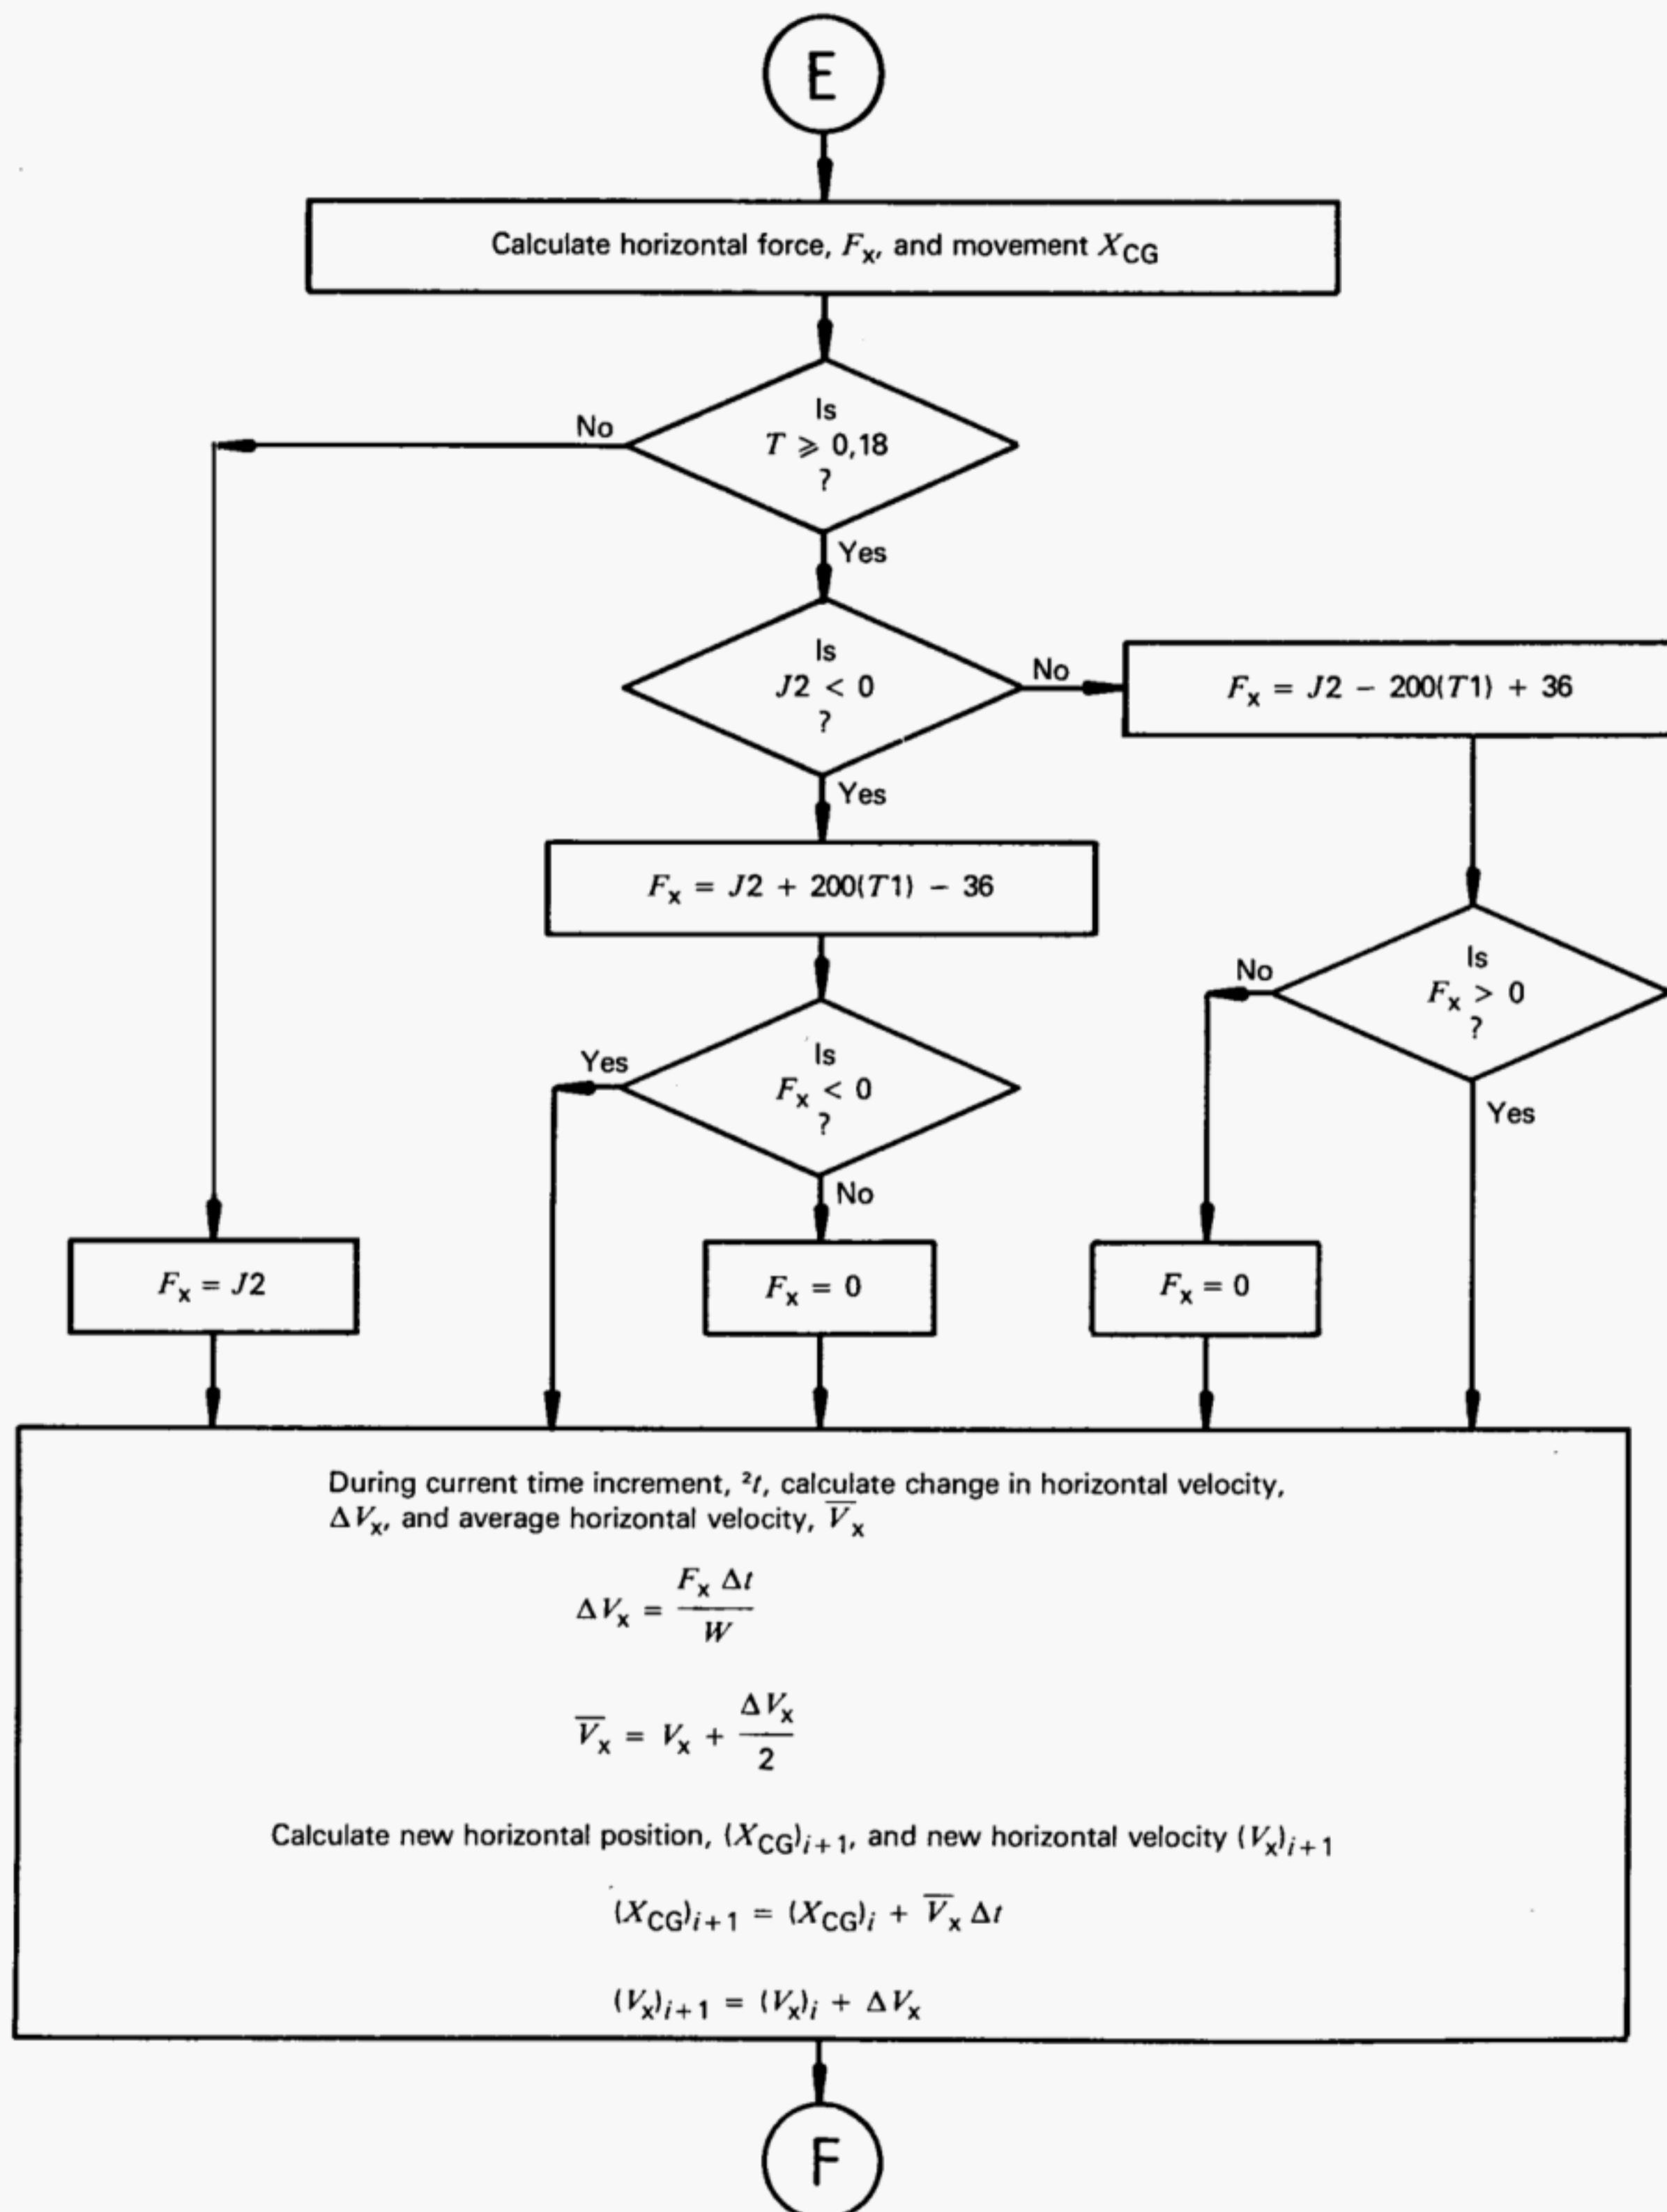 E
Calculate horizontal force, Fx, and movement XCG
Is
T ⩾ 0,18
?
No
Yes
Is
J2 < 0
?
No
Fx = J2 − 200(T1) + 36
Yes
Fx = J2 + 200(T1) − 36
Is
Fx > 0
?
No
Yes
Is
Fx < 0
?
Yes
No
Fx = J2
Fx = 0
Fx = 0
During current time increment, ²t, calculate change in horizontal velocity,
ΔVx, and average horizontal velocity, V̅x
ΔVx = Fx Δt / W
V̅x = Vx + ΔVx / 2
Calculate new horizontal position, (XCG)i+1, and new horizontal velocity (Vx)i+1
(XCG)i+1 = (XCG)i + V̅x Δt
(Vx)i+1 = (Vx)i + ΔVx
F